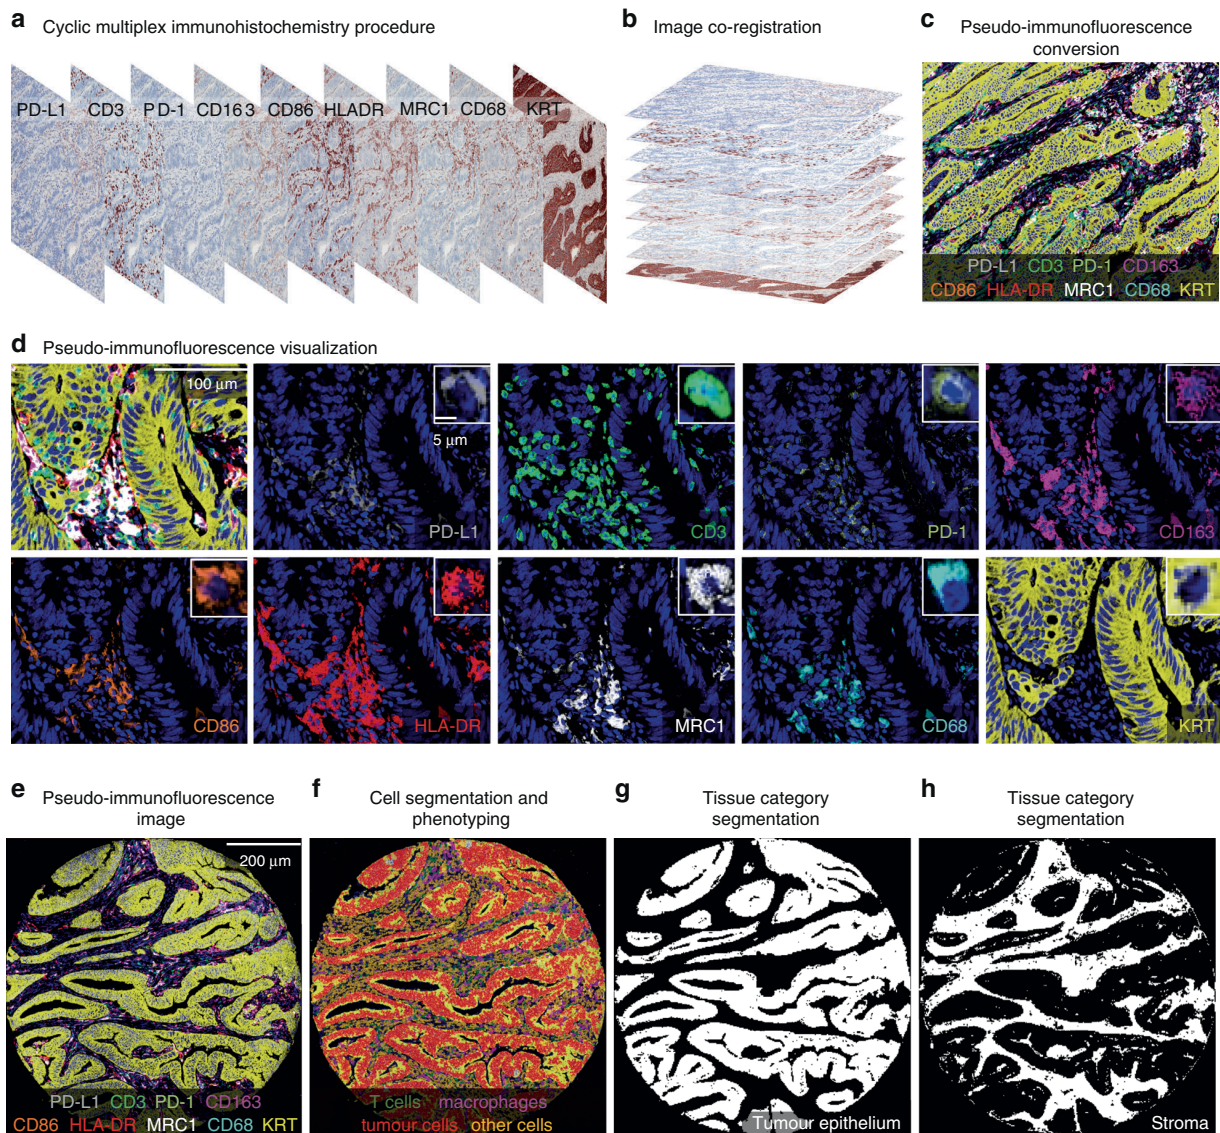 a Cyclic multiplex immunohistochemistry procedure
PD-L1 CD3 PD-1 CD163 CD86 HLADR MRC1 CD68 KRT
b Image co-registration
c Pseudo-immunofluorescence
conversion
PD-L1 CD3 PD-1 CD163
CD86 HLA-DR MRC1 CD68 KRT
d Pseudo-immunofluorescence visualization
100 μm
5 μm
PD-L1
CD3
PD-1
CD163
CD86
HLA-DR
MRC1
CD68
KRT
e Pseudo-immunofluorescence
image
200 μm
PD-L1 CD3 PD-1 CD163
CD86 HLA-DR MRC1 CD68 KRT
f Cell segmentation and
phenotyping
T cells macrophages
tumour cells other cells
g Tissue category
segmentation
Tumour epithelium
h Tissue category
segmentation
Stroma